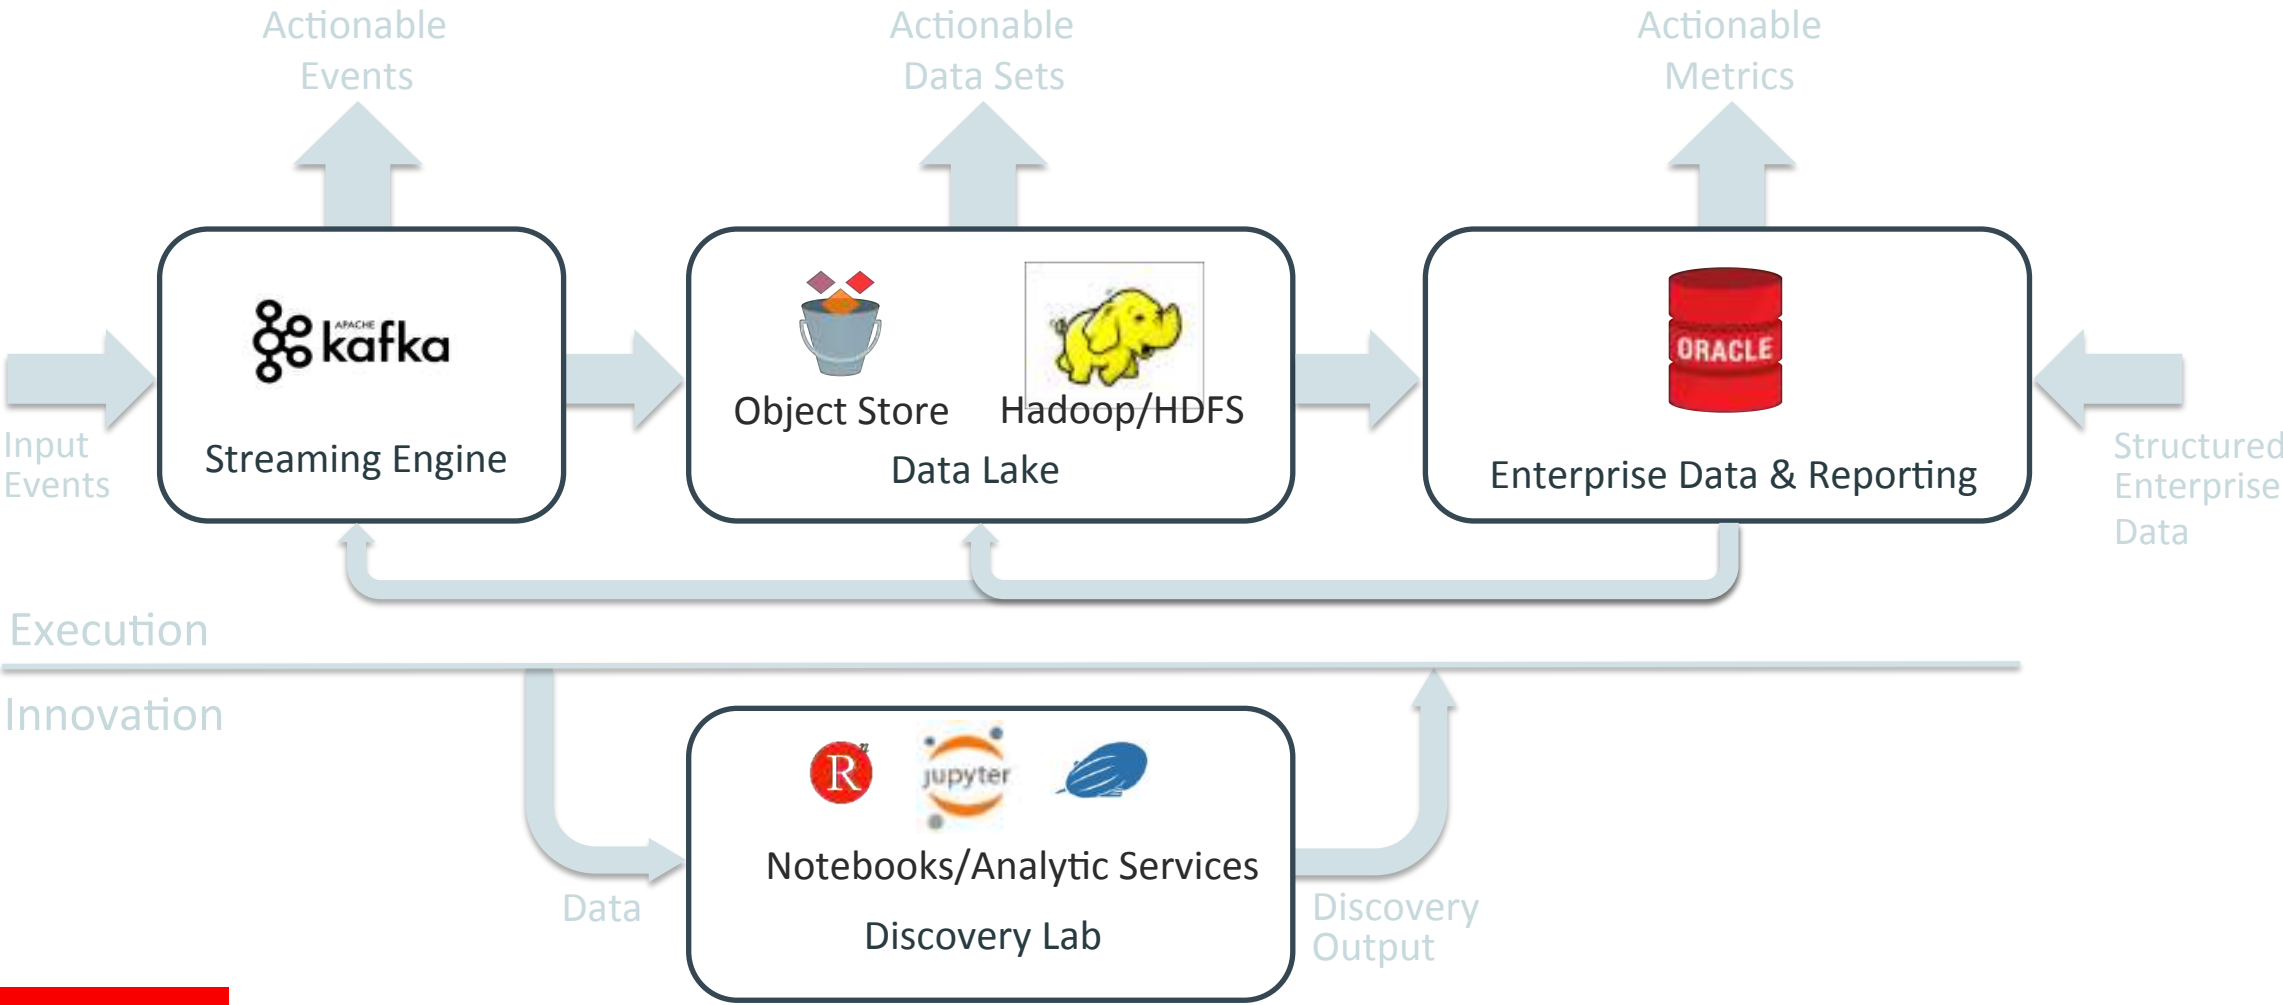 Actionable
Events
Actionable
Data Sets
Actionable
Metrics
APACHE
kafka
Streaming Engine
Object Store
Hadoop/HDFS
Data Lake
ORACLE
Enterprise Data & Reporting
Input
Events
Structured
Enterprise
Data
Execution
Innovation
R
jupyter
Notebooks/Analytic Services
Discovery Lab
Data
Discovery
Output